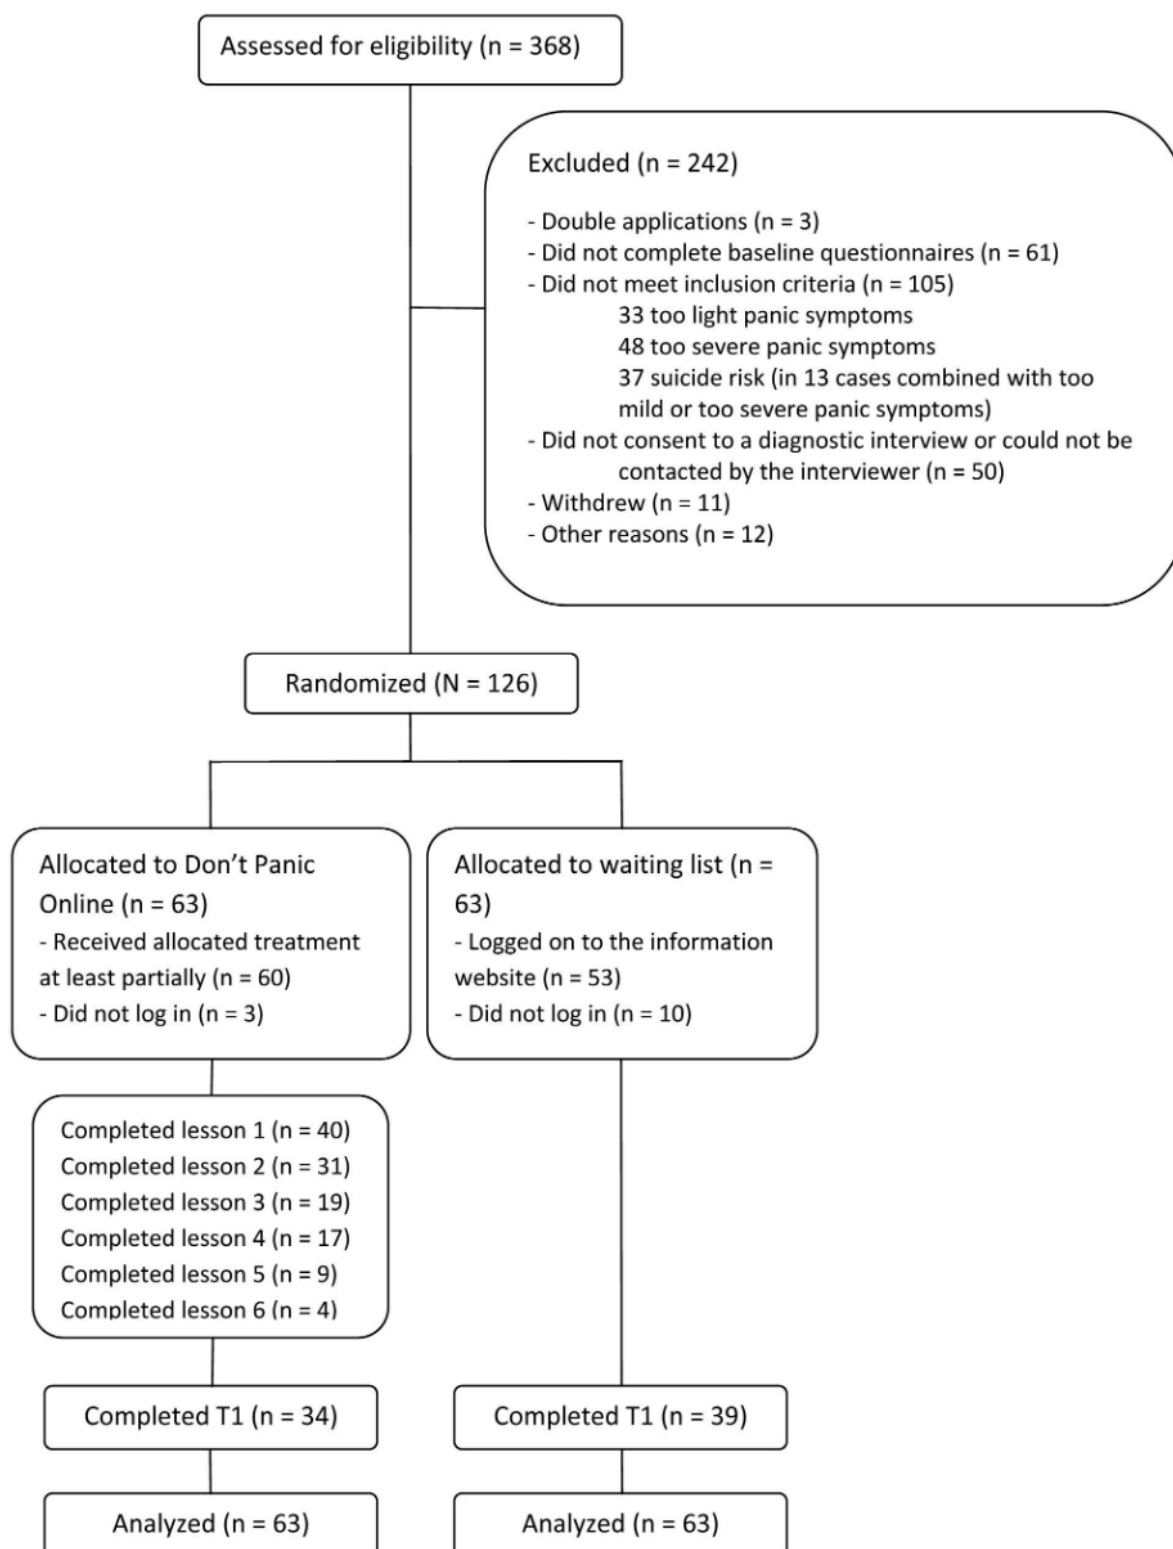 Assessed for eligibility (n = 368)
Excluded (n = 242)
- Double applications (n = 3)
- Did not complete baseline questionnaires (n = 61)
- Did not meet inclusion criteria (n = 105)
33 too light panic symptoms
48 too severe panic symptoms
37 suicide risk (in 13 cases combined with too
mild or too severe panic symptoms)
- Did not consent to a diagnostic interview or could not be
contacted by the interviewer (n = 50)
- Withdrew (n = 11)
- Other reasons (n = 12)
Randomized (N = 126)
Allocated to Don’t Panic
Online (n = 63)
- Received allocated treatment
at least partially (n = 60)
- Did not log in (n = 3)
Allocated to waiting list (n =
63)
- Logged on to the information
website (n = 53)
- Did not log in (n = 10)
Completed lesson 1 (n = 40)
Completed lesson 2 (n = 31)
Completed lesson 3 (n = 19)
Completed lesson 4 (n = 17)
Completed lesson 5 (n = 9)
Completed lesson 6 (n = 4)
Completed T1 (n = 34)
Completed T1 (n = 39)
Analyzed (n = 63)
Analyzed (n = 63)